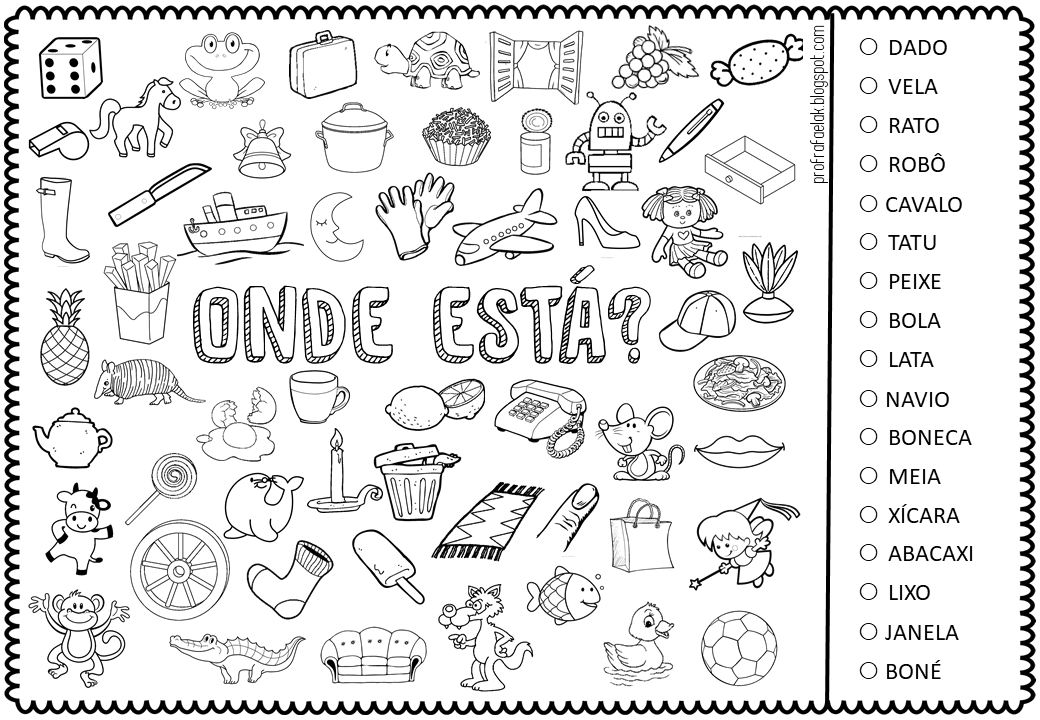 ONDE ESTÁ?
profrafaelak.blogspot.com
DADO
VELA
RATO
ROBÔ
CAVALO
TATU
PEIXE
BOLA
LATA
NAVIO
BONECA
MEIA
XÍCARA
ABACAXI
LIXO
JANELA
BONÉ